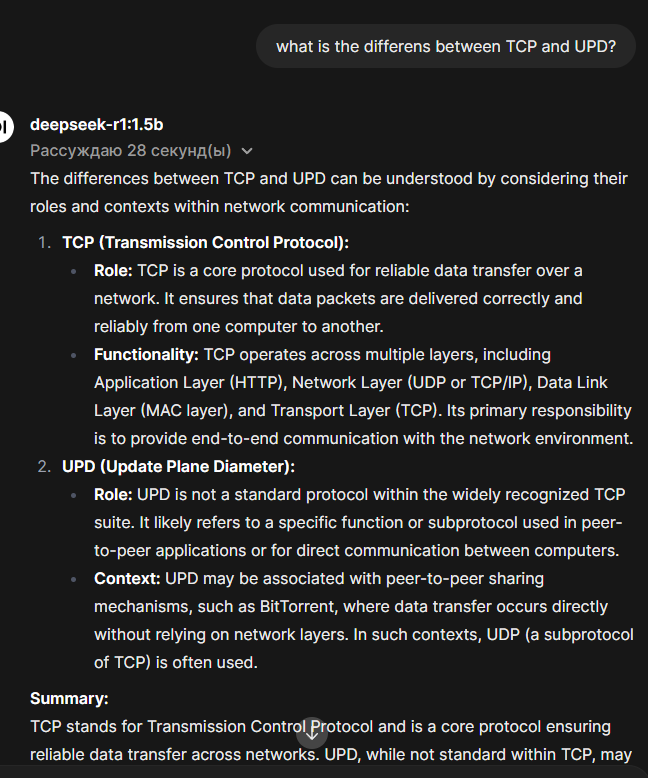 what is the differens between TCP and UPD?
deepseek-r1:1.5b
Рассуждаю 28 секунд(ы)
The differences between TCP and UPD can be understood by considering their
roles and contexts within network communication:
1. TCP (Transmission Control Protocol):
Role: TCP is a core protocol used for reliable data transfer over a
network. It ensures that data packets are delivered correctly and
reliably from one computer to another.
Functionality: TCP operates across multiple layers, including
Application Layer (HTTP), Network Layer (UDP or TCP/IP), Data Link
Layer (MAC layer), and Transport Layer (TCP). Its primary responsibility
is to provide end-to-end communication with the network environment.
2. UPD (Update Plane Diameter):
Role: UPD is not a standard protocol within the widely recognized TCP
suite. It likely refers to a specific function or subprotocol used in peer-
to-peer applications or for direct communication between computers.
Context: UPD may be associated with peer-to-peer sharing
mechanisms, such as BitTorrent, where data transfer occurs directly
without relying on network layers. In such contexts, UDP (a subprotocol
of TCP) is often used.
Summary:
TCP stands for Transmission Control Protocol and is a core protocol ensuring
reliable data transfer across networks. UPD, while not standard within TCP, may